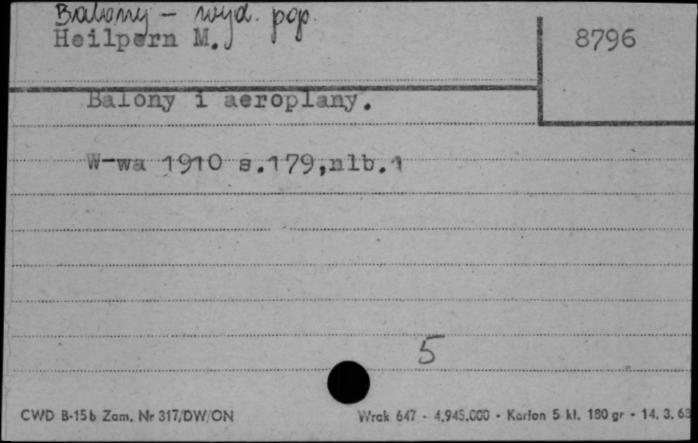 Balony - wyd. pop.
Heilpern M.
8796
Balony i aeroplany.
W-wa 1910 s.179,nlb.1
5
CWD B-15b Zam. Nr 317/DW/ON
Wrak 647 - 4.945.000 - Karton 5 kl. 180 gr - 14. 3. 63